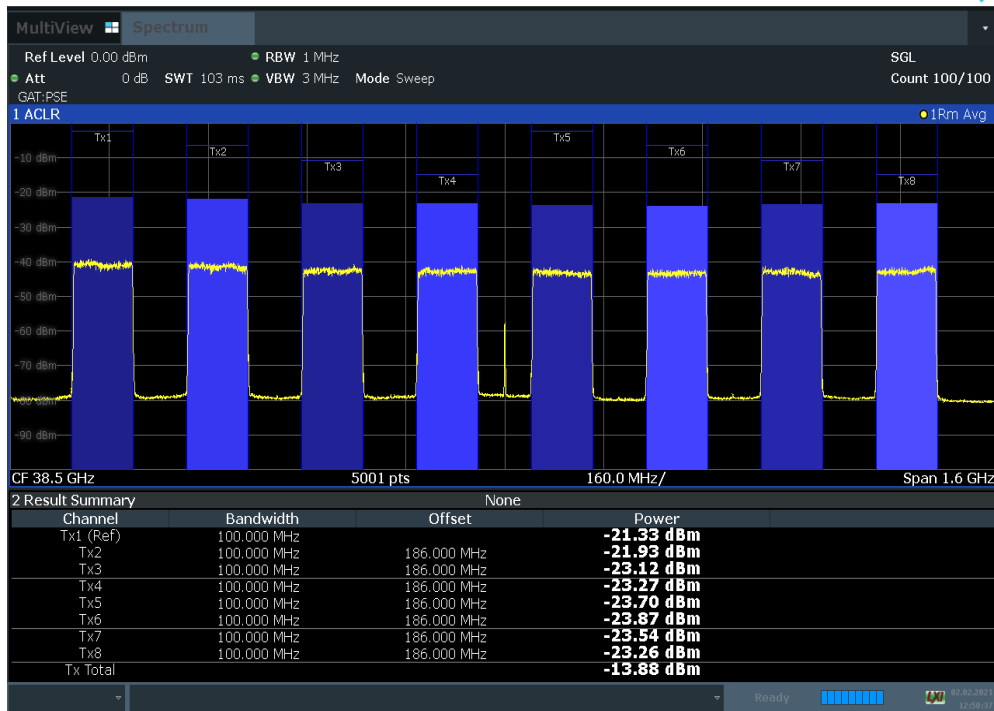 MultiView Spectrum
Ref Level 0.00 dBm RBW 1 MHz SGL
Att 0 dB SWT 103 ms VBW 3 MHz Mode Sweep Count 100/100
GAT:PSE
1 ACLR 1Rm Avg
Tx1 Tx5
Tx2 Tx6
-10 dBm
Tx3 Tx7
Tx4 Tx8
-20 dBm
-30 dBm
-40 dBm
-50 dBm
-60 dBm
-70 dBm
-80 dBm
-90 dBm
CF 38.5 GHz 5001 pts 160.0 MHz/ Span 1.6 GHz
2 Result Summary None
Channel Bandwidth Offset Power
Tx1 (Ref) 100.000 MHz -21.33 dBm
Tx2 100.000 MHz 186.000 MHz -21.93 dBm
Tx3 100.000 MHz 186.000 MHz -23.12 dBm
Tx4 100.000 MHz 186.000 MHz -23.27 dBm
Tx5 100.000 MHz 186.000 MHz -23.70 dBm
Tx6 100.000 MHz 186.000 MHz -23.87 dBm
Tx7 100.000 MHz 186.000 MHz -23.54 dBm
Tx8 100.000 MHz 186.000 MHz -23.26 dBm
Tx Total -13.88 dBm
Ready 02.02.2021
12:50:37